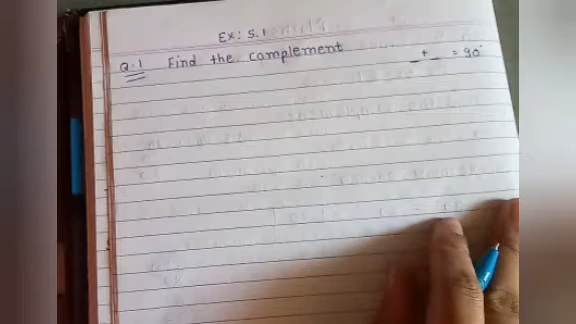 Ex: 5.1
Q.1 Find the complement _ + _ = 90°